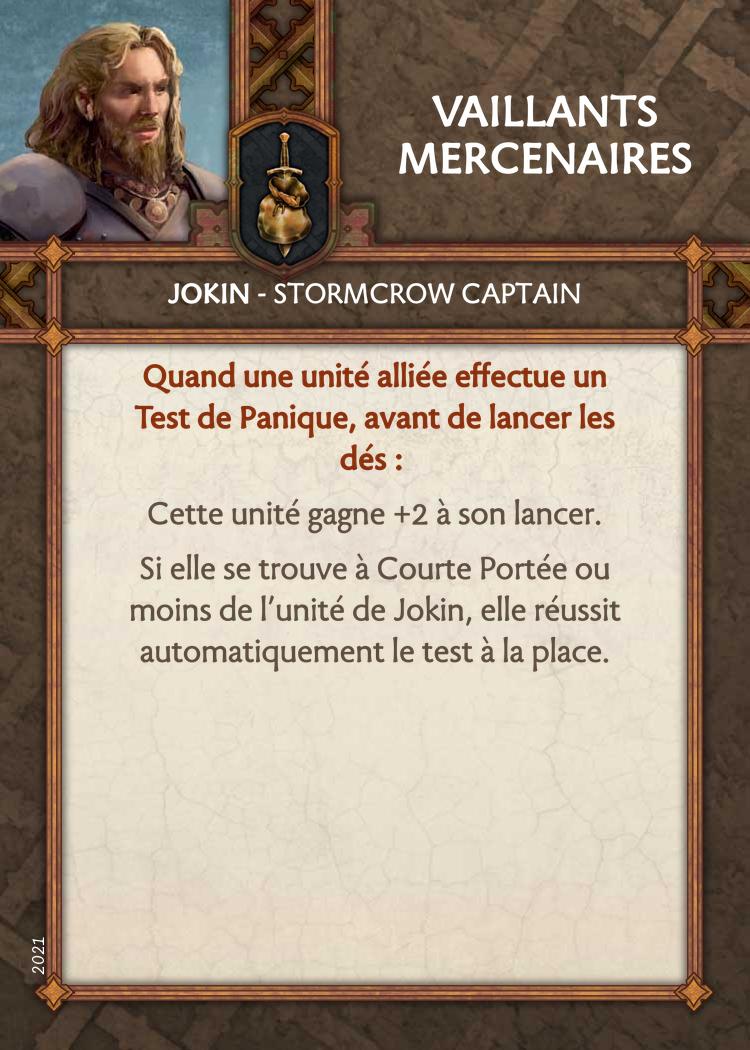 VAILLANTS
MERCENAIRES
JOKIN - STORMCROW CAPTAIN
Quand une unité alliée effectue un
Test de Panique, avant de lancer les
dés :
Cette unité gagne +2 à son lancer.
Si elle se trouve à Courte Portée ou
moins de l'unité de Jokin, elle réussit
automatiquement le test à la place.
2021